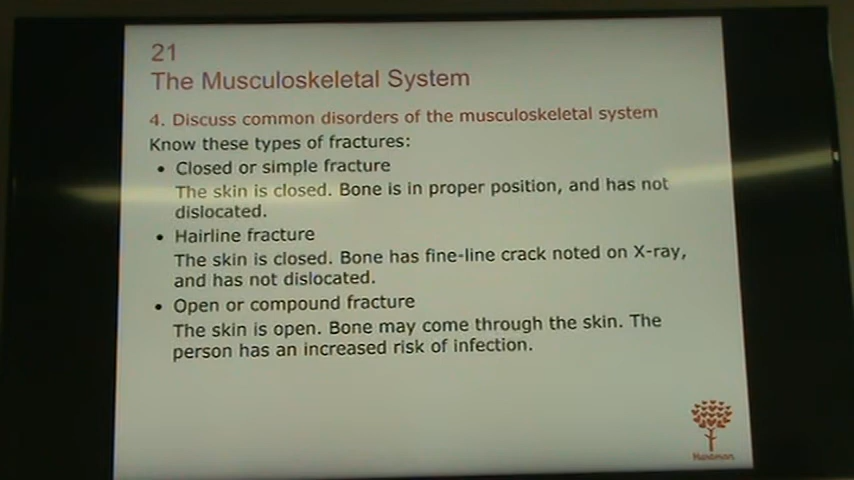 21
The Musculoskeletal System
4. Discuss common disorders of the musculoskeletal system
Know these types of fractures:
• Closed or simple fracture
The skin is closed. Bone is in proper position, and has not
dislocated.
• Hairline fracture
The skin is closed. Bone has fine-line crack noted on X-ray,
and has not dislocated.
• Open or compound fracture
The skin is open. Bone may come through the skin. The
person has an increased risk of infection.
Hartman